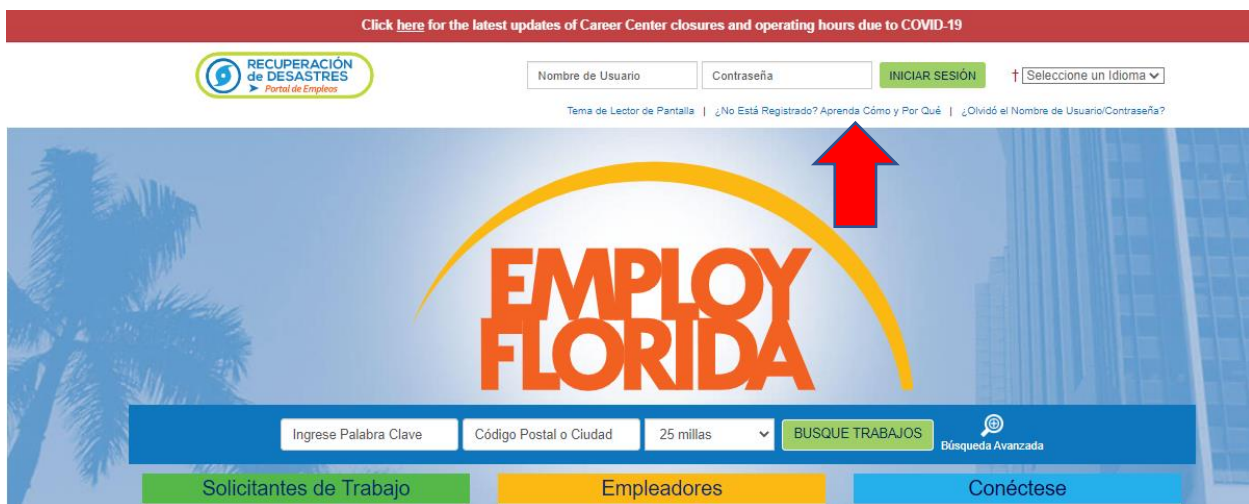 Click here for the latest updates of Career Center closures and operating hours due to COVID-19
RECUPERACIÓN
de DESASTRES
Portal de Empleos
Nombre de Usuario Contraseña INICIAR SESIÓN † Seleccione un Idioma
Tema de Lector de Pantalla | ¿No Está Registrado? Aprenda Cómo y Por Qué | ¿Olvidó el Nombre de Usuario/Contraseña?
EMPLOY
FLORIDA
Ingrese Palabra Clave Código Postal o Ciudad 25 millas BUSQUE TRABAJOS Búsqueda Avanzada
Solicitantes de Trabajo Empleadores Conéctese